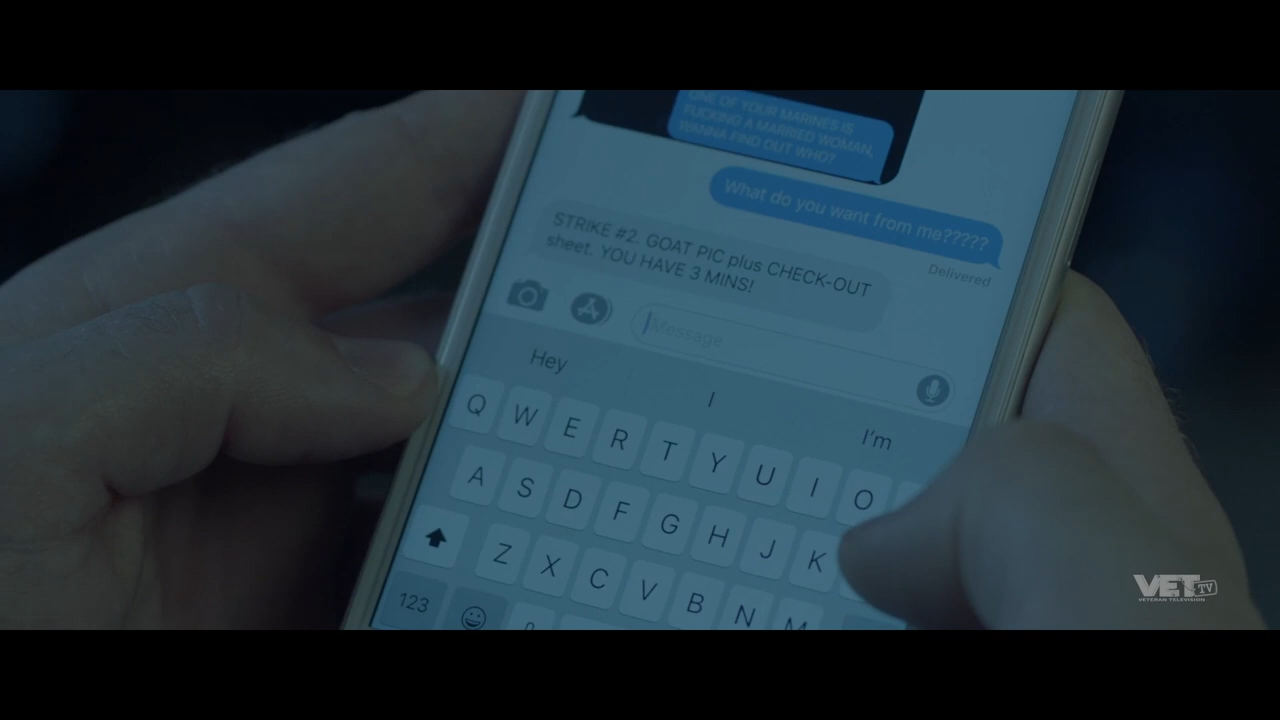 ONE OF YOUR MARINES IS
FUCKING A MARRIED WOMAN,
WANNA FIND OUT WHO?
What do you want from me?????
Delivered
STRIKE #2. GOAT PIC plus CHECK-OUT
sheet. YOU HAVE 3 MINS!
Message
Hey I I'm
Q W E R T Y U I O
A S D F G H J K
Z X C V B N M
123
VET TV
VETERAN TELEVISION